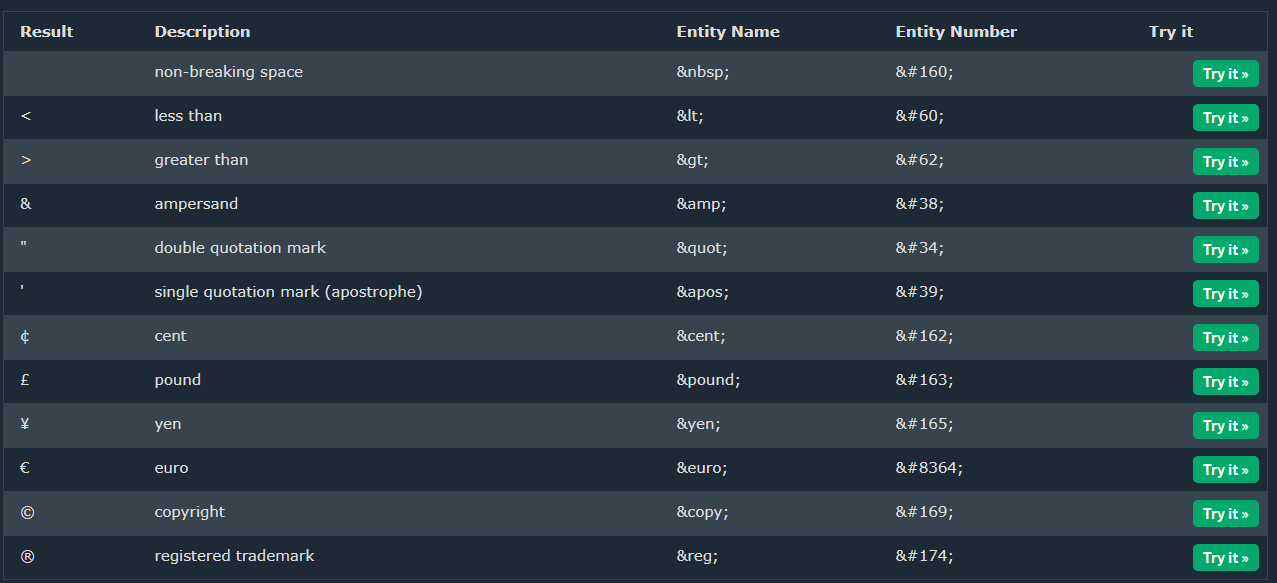 Result Description Entity Name Entity Number Try it
non-breaking space &nbsp; &#160; Try it »
< less than &lt; &#60; Try it »
> greater than &gt; &#62; Try it »
& ampersand &amp; &#38; Try it »
" double quotation mark &quot; &#34; Try it »
' single quotation mark (apostrophe) &apos; &#39; Try it »
¢ cent &cent; &#162; Try it »
£ pound &pound; &#163; Try it »
¥ yen &yen; &#165; Try it »
€ euro &euro; &#8364; Try it »
© copyright &copy; &#169; Try it »
® registered trademark &reg; &#174; Try it »